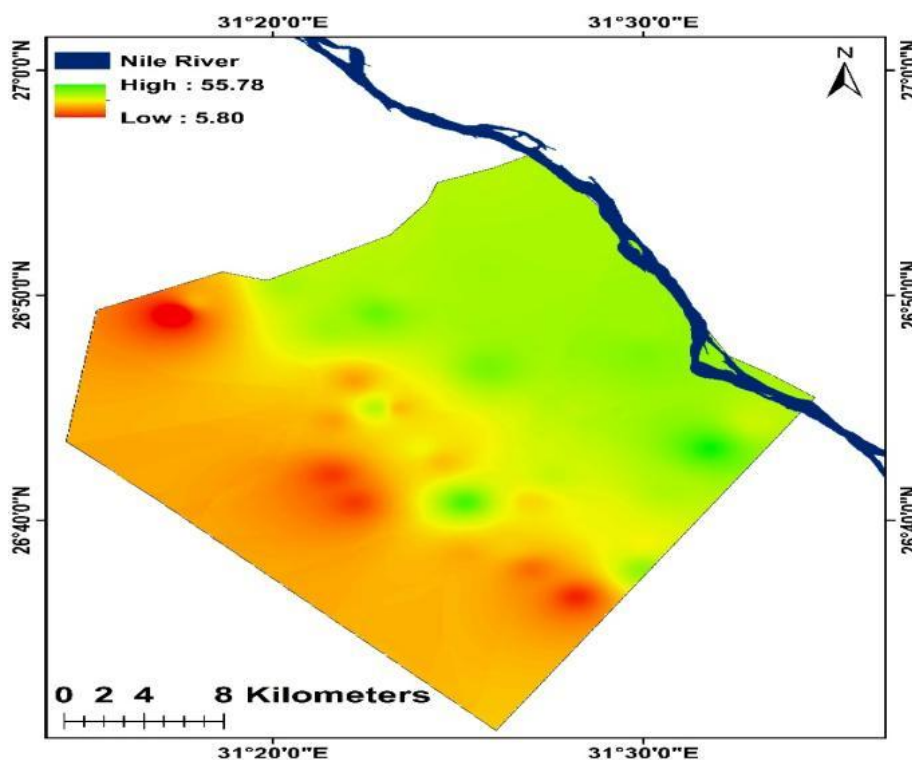 31°20'0"E 31°30'0"E
N
Nile River
High : 55.78
Low : 5.80
27°0'0"N 27°0'0"N
26°50'0"N 26°50'0"N
26°40'0"N 26°40'0"N
0 2 4 8 Kilometers
31°20'0"E 31°30'0"E